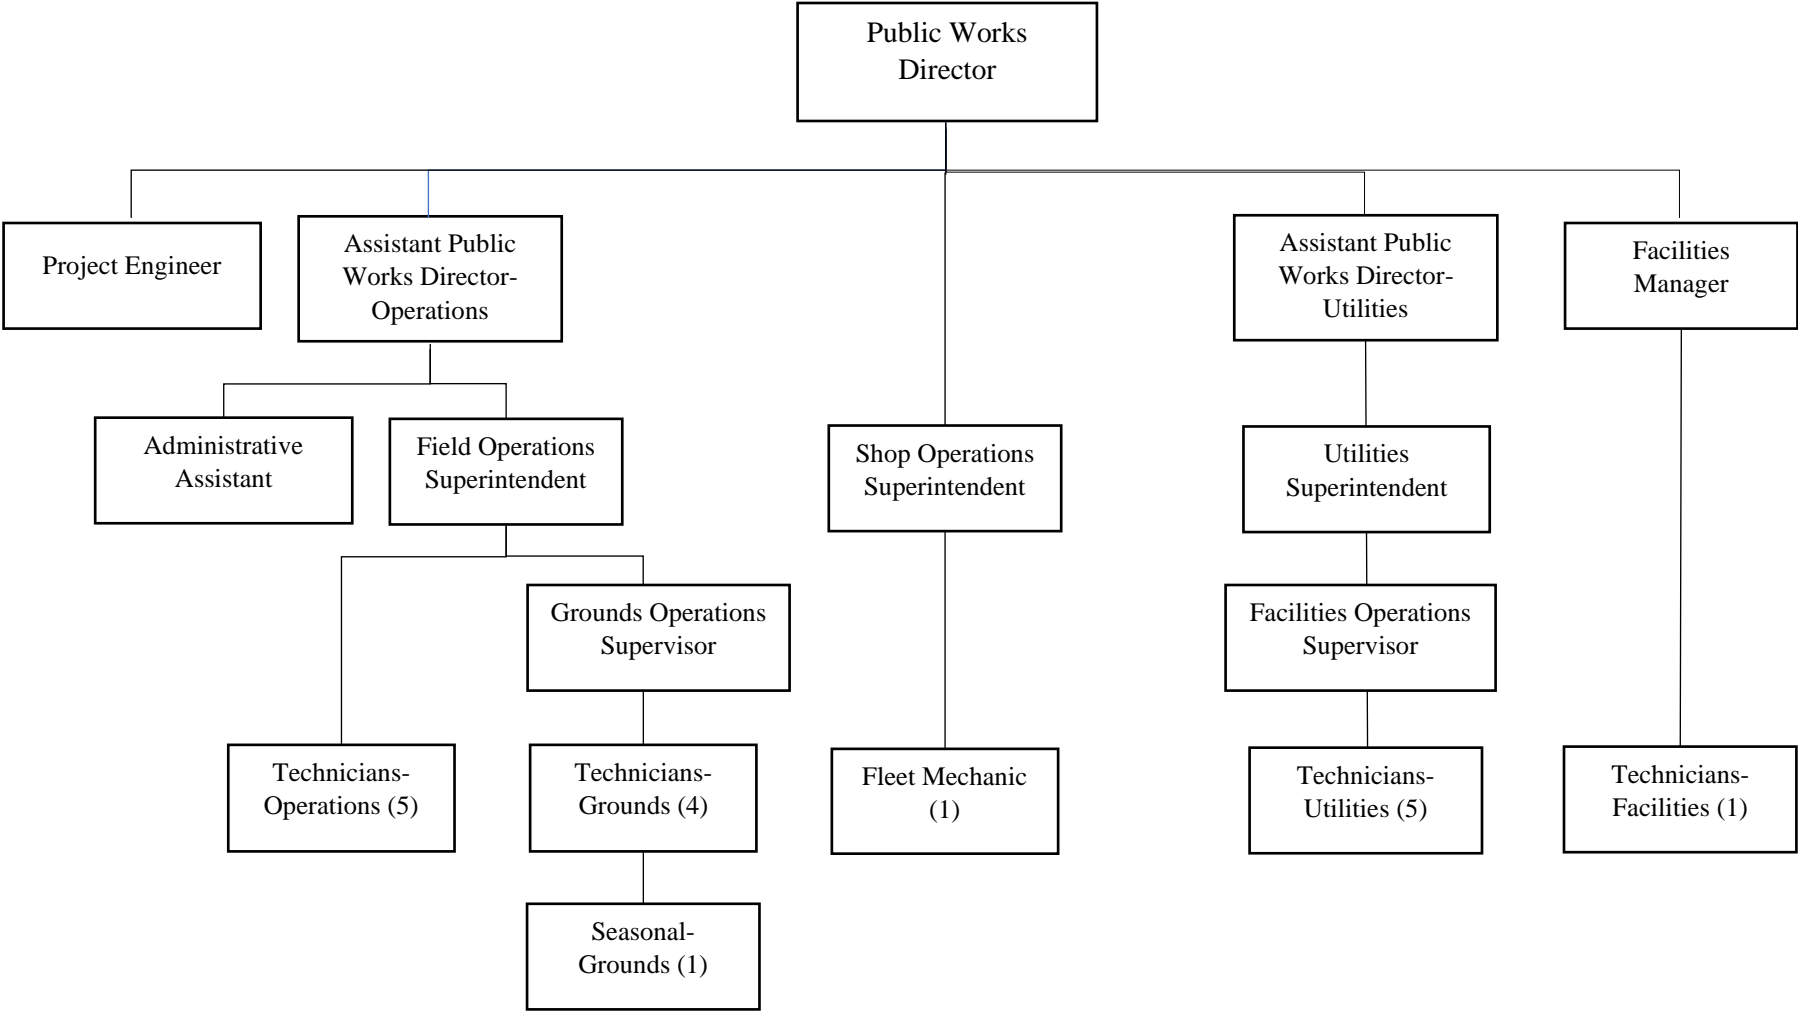 Public Works
Director
Project Engineer
Assistant Public
Works Director-
Operations
Assistant Public
Works Director-
Utilities
Facilities
Manager
Administrative
Assistant
Field Operations
Superintendent
Shop Operations
Superintendent
Utilities
Superintendent
Grounds Operations
Supervisor
Facilities Operations
Supervisor
Technicians-
Operations (5)
Technicians-
Grounds (4)
Fleet Mechanic
(1)
Technicians-
Utilities (5)
Technicians-
Facilities (1)
Seasonal-
Grounds (1)